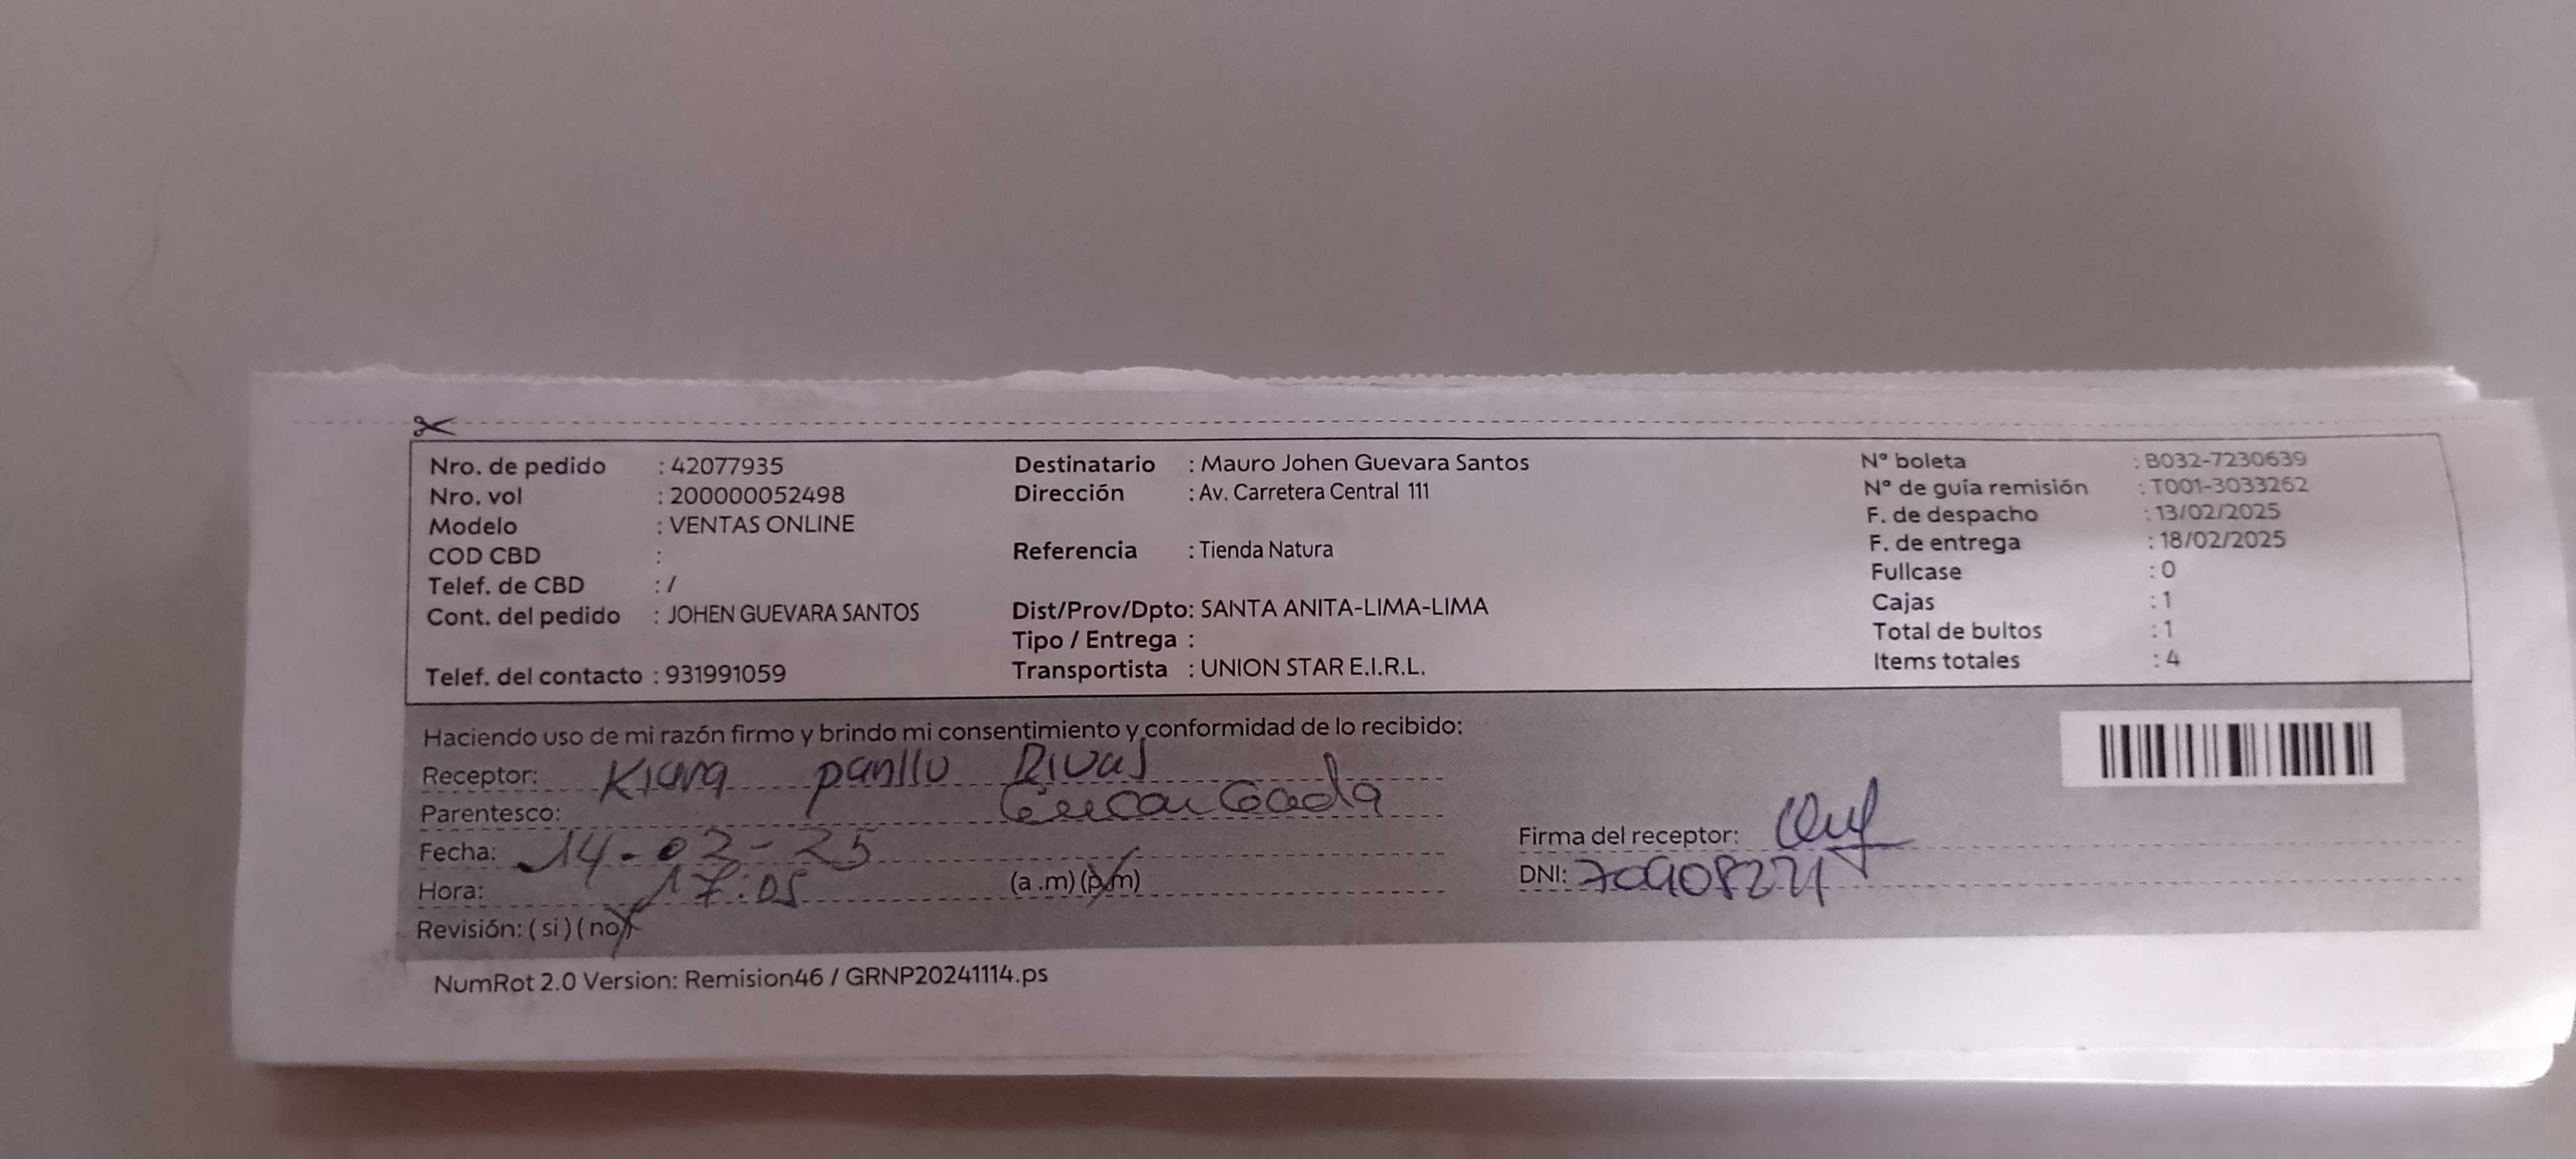 Nro. de pedido : 42077935
Nro. vol : 200000052498
Modelo : VENTAS ONLINE
COD CBD :
Telef. de CBD : /
Cont. del pedido : JOHEN GUEVARA SANTOS
Telef. del contacto : 931991059
Destinatario : Mauro Johen Guevara Santos
Dirección : Av. Carretera Central 111
Referencia : Tienda Natura
Dist/Prov/Dpto: SANTA ANITA-LIMA-LIMA
Tipo / Entrega :
Transportista : UNION STAR E.I.R.L.
N° boleta : B032-7230639
N° de guía remisión : T001-3033262
F. de despacho : 13/02/2025
F. de entrega : 18/02/2025
Fullcase : 0
Cajas : 1
Total de bultos : 1
Items totales : 4
Haciendo uso de mi razón firmo y brindo mi consentimiento y conformidad de lo recibido:
Receptor: Kiara Rivas
Parentesco: Encargada
Fecha: 14-02-25
Hora: 17:05 (a.m) (p.m)
Revisión: ( si ) ( no )
Firma del receptor:
DNI:
NumRot 2.0 Version: Remision46 / GRNP20241114.ps